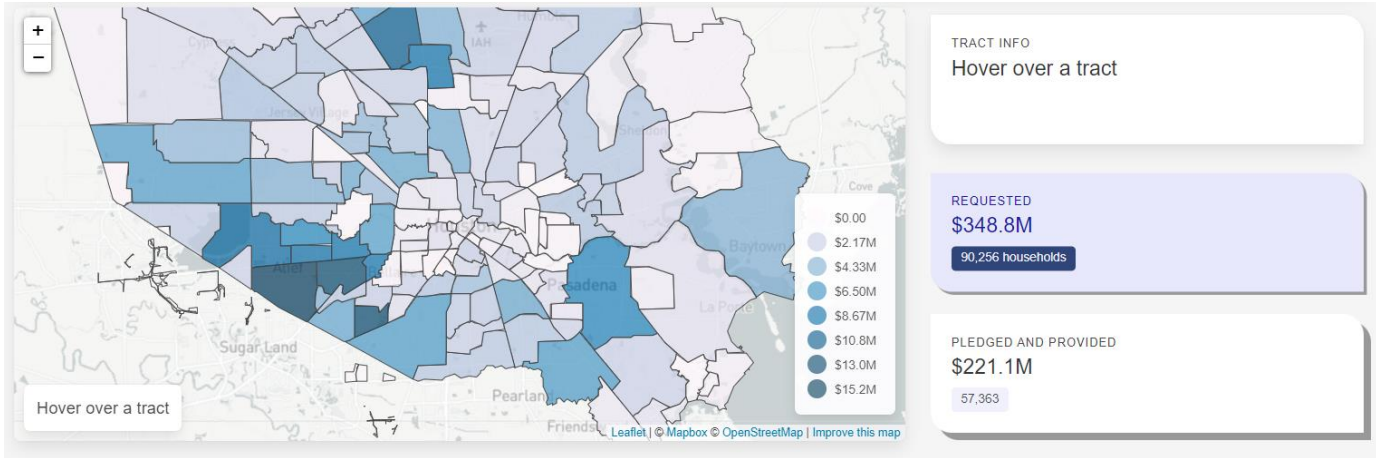 +
−
Cypress
Humble
IAH
Jersey Village
Sheldon
Cove
Houston
Baytown
Alief
Pasadena
La Porte
Sugar Land
Pearland
$0.00
$2.17M
$4.33M
$6.50M
$8.67M
$10.8M
$13.0M
$15.2M
Hover over a tract
Leaflet | © Mapbox © OpenStreetMap | Improve this map
TRACT INFO
Hover over a tract
REQUESTED
$348.8M
90,256 households
PLEDGED AND PROVIDED
$221.1M
57,363